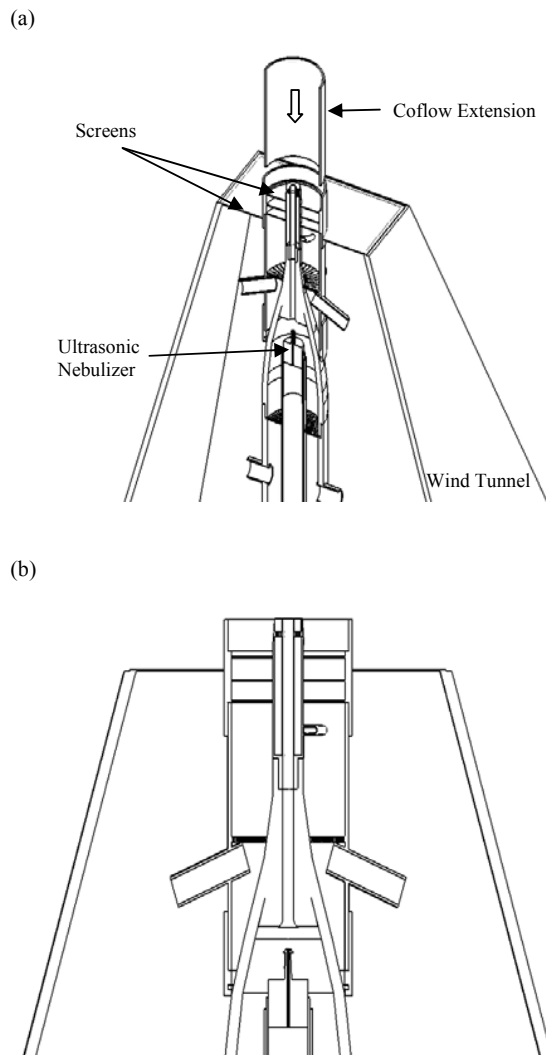 (a)
Coflow Extension
Screens
Ultrasonic
Nebulizer
Wind Tunnel
(b)